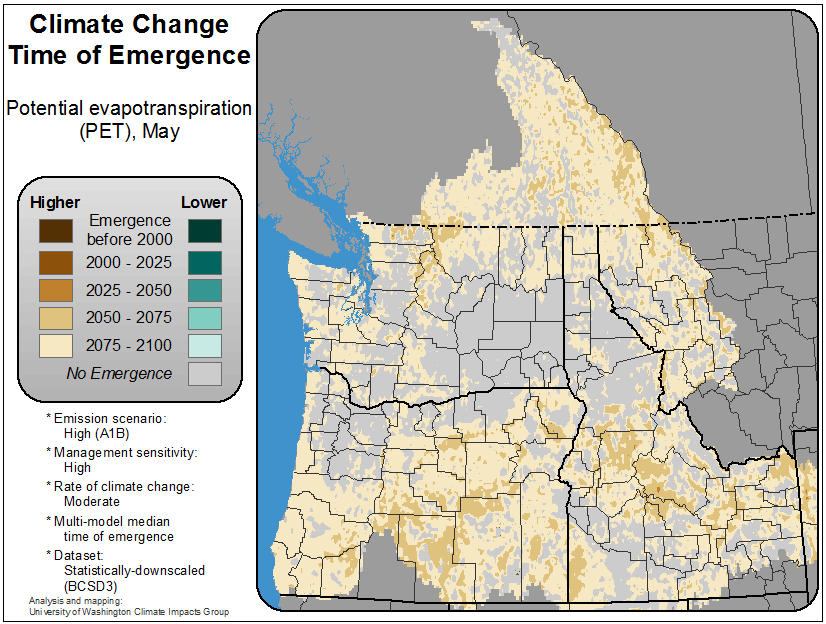 Climate Change
Time of Emergence
Potential evapotranspiration
(PET), May
Higher Lower
Emergence
before 2000
2000 - 2025
2025 - 2050
2050 - 2075
2075 - 2100
No Emergence
* Emission scenario:
High (A1B)
* Management sensitivity:
High
* Rate of climate change:
Moderate
* Multi-model median
time of emergence
* Dataset:
Statistically-downscaled
(BCSD3)
Analysis and mapping:
University of Washington Climate Impacts Group